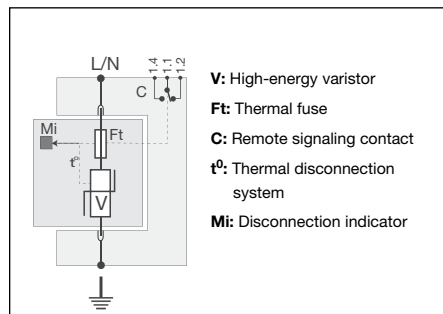 L/N
1.4
1.1
1.2
C
Mi
Ft
t°
V
V: High-energy varistor
Ft: Thermal fuse
C: Remote signaling contact
t⁰: Thermal disconnection
system
Mi: Disconnection indicator